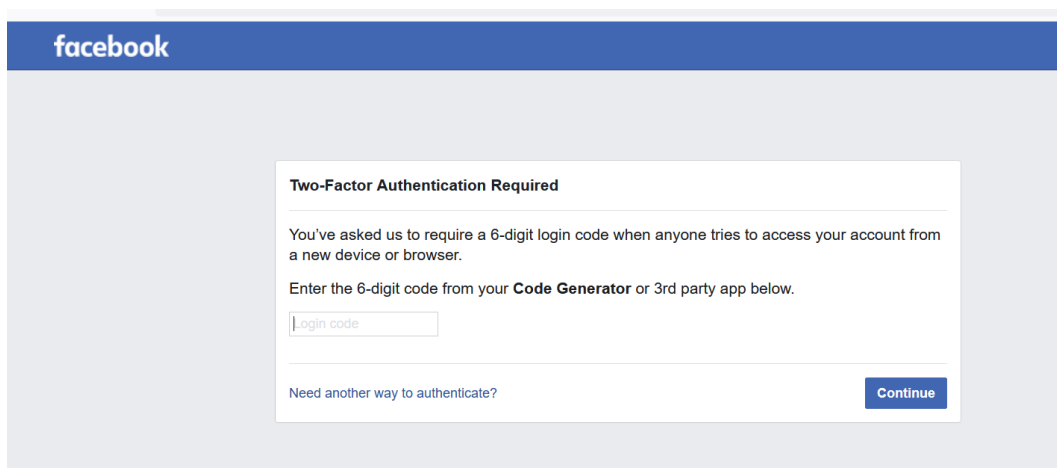 facebook
Two-Factor Authentication Required
You've asked us to require a 6-digit login code when anyone tries to access your account from
a new device or browser.
Enter the 6-digit code from your Code Generator or 3rd party app below.
Login code
Need another way to authenticate?
Continue